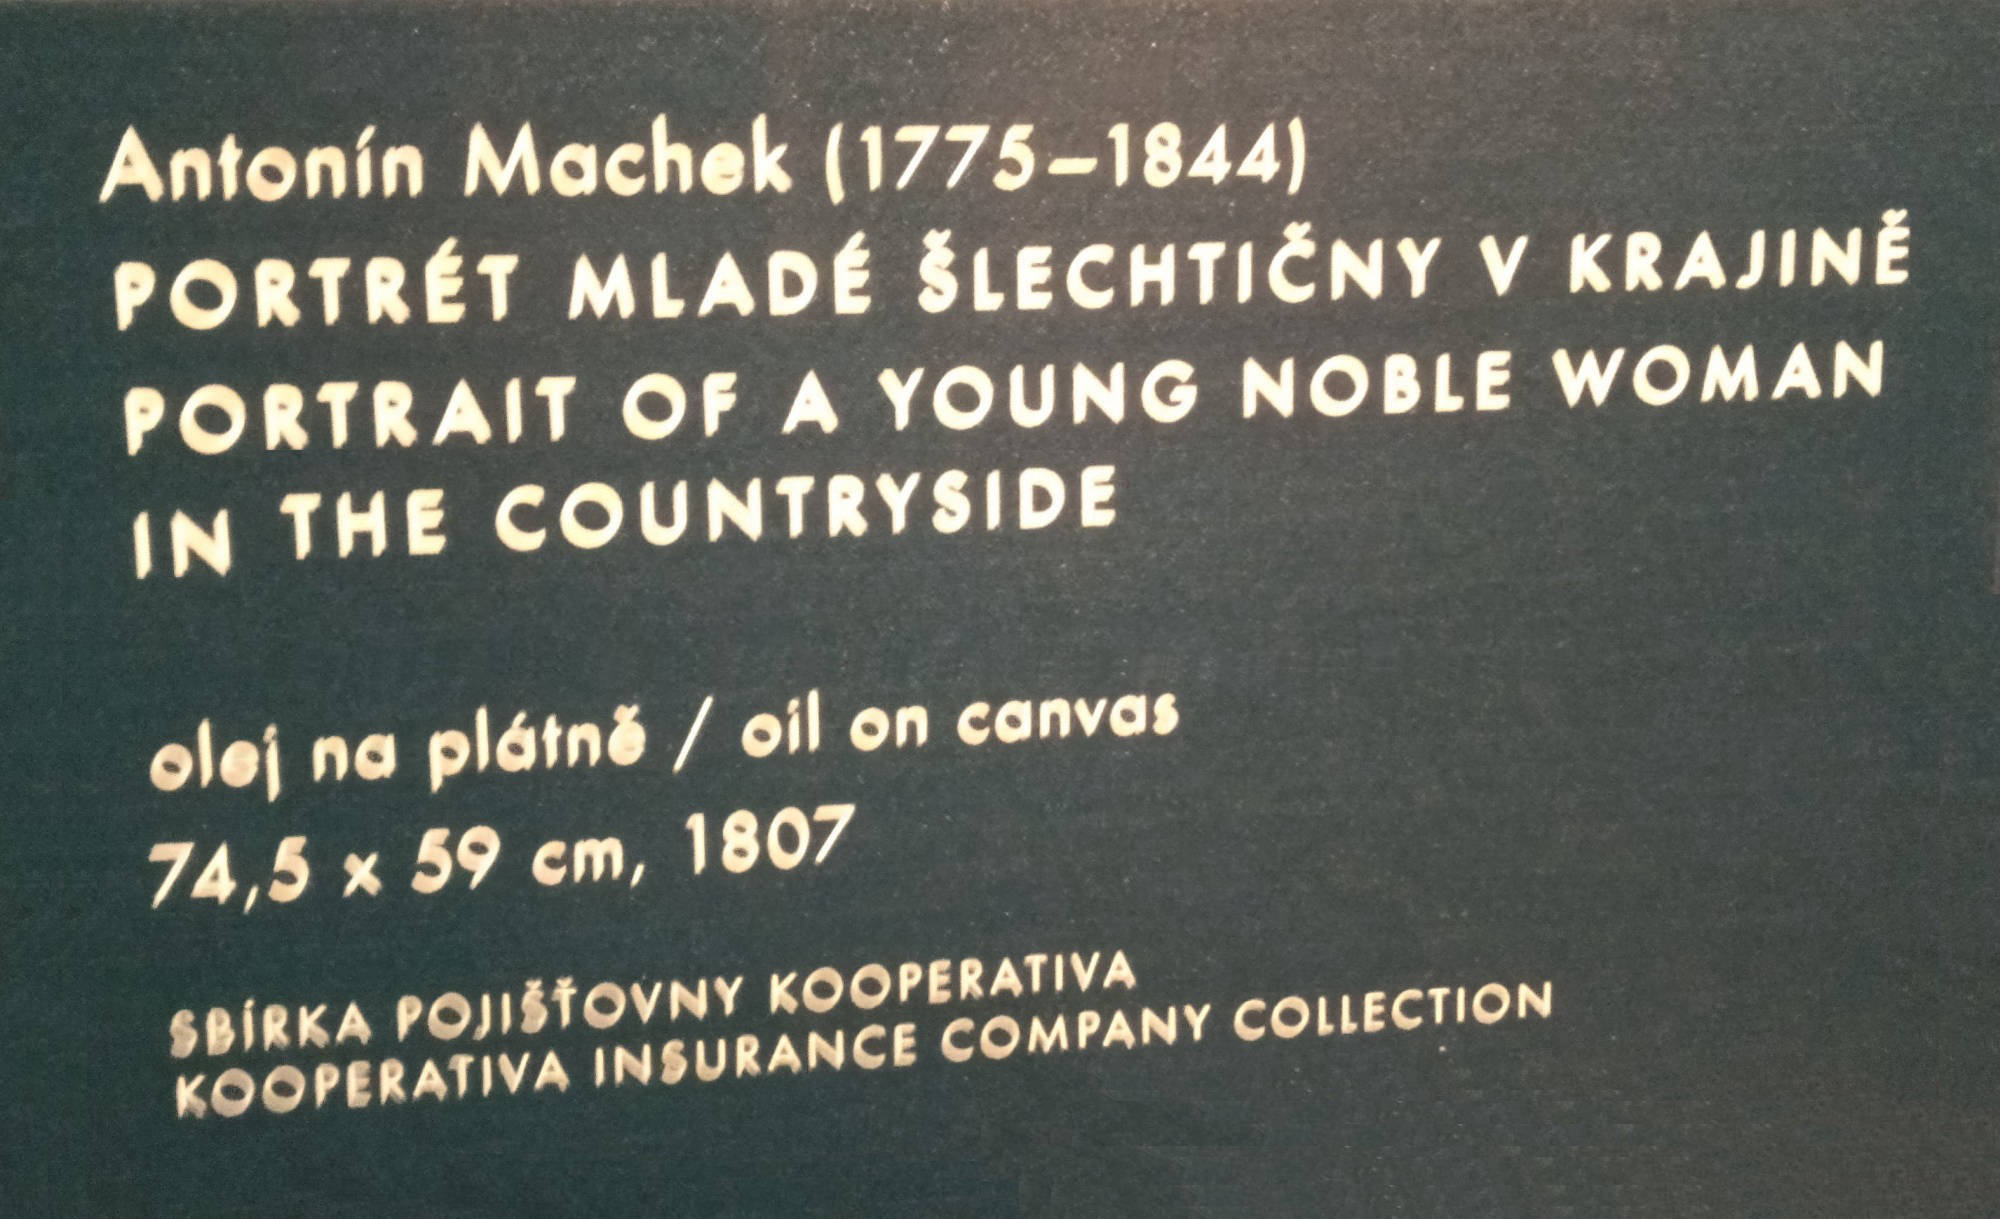 Antonín Machek (1775–1844)
PORTRÉT MLADÉ ŠLECHTIČNY V KRAJINĚ
PORTRAIT OF A YOUNG NOBLE WOMAN
IN THE COUNTRYSIDE
olej na plátně / oil on canvas
74,5 x 59 cm, 1807
SBÍRKA POJIŠŤOVNY KOOPERATIVA
KOOPERATIVA INSURANCE COMPANY COLLECTION